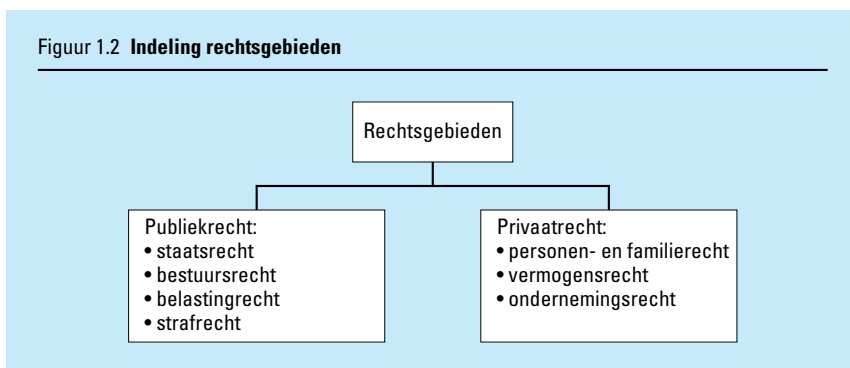 Figuur 1.2 Indeling rechtsgebieden
Rechtsgebieden
Publiekrecht:
• staatsrecht
• bestuursrecht
• belastingrecht
• strafrecht
Privaatrecht:
• personen- en familierecht
• vermogensrecht
• ondernemingsrecht